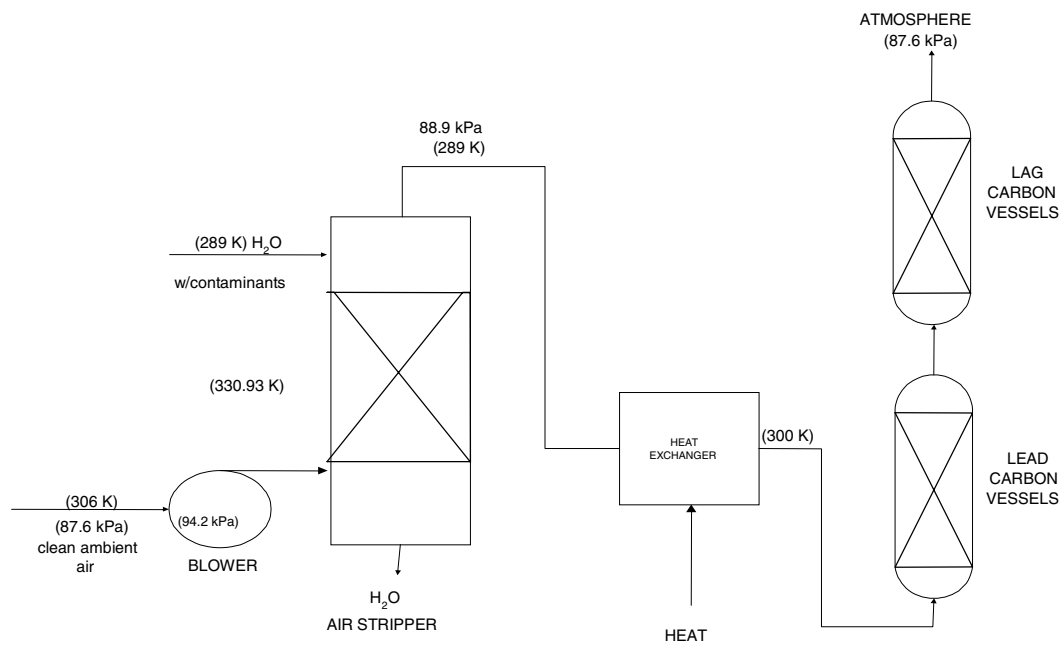 ATMOSPHERE
(87.6 kPa)
88.9 kPa
(289 K)
LAG
CARBON
VESSELS
(289 K) H₂O
w/contaminants
(330.93 K)
HEAT
EXCHANGER
(300 K)
LEAD
CARBON
VESSELS
(306 K)
(87.6 kPa)
clean ambient
air
(94.2 kPa)
BLOWER
H₂O
AIR STRIPPER
HEAT